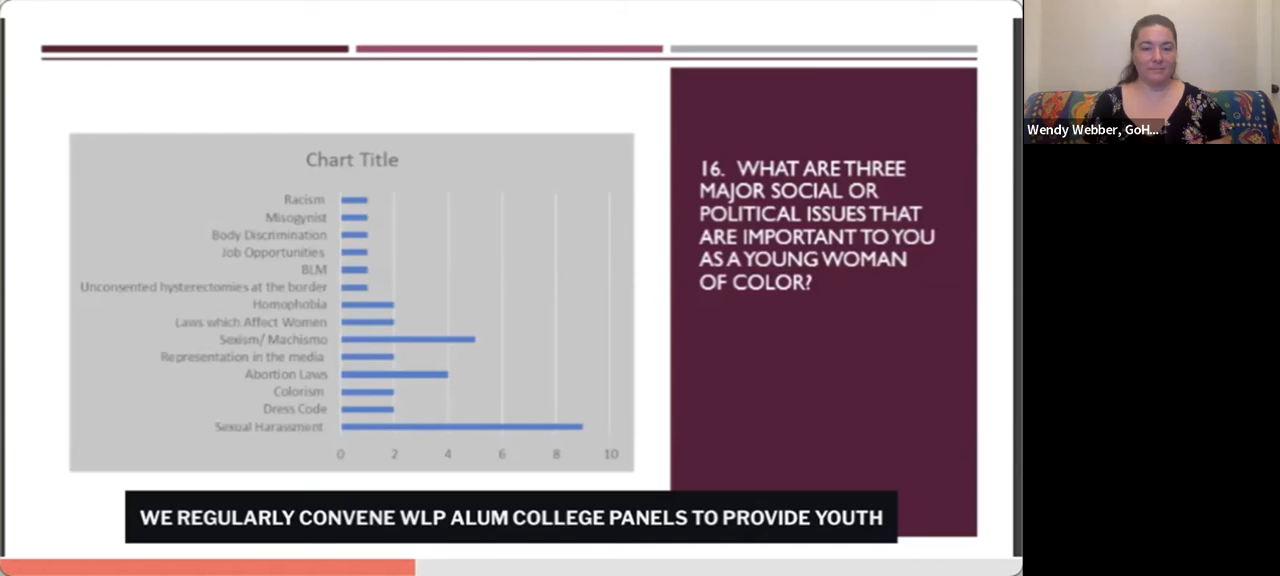 Chart Title
Racism
Misogynist
Body Discrimination
Job Opportunities
BLM
Unconsented hysterectomies at the border
Homophobia
Laws which Affect Women
Sexism/ Machismo
Representation in the media
Abortion Laws
Colorism
Dress Code
Sexual Harassment
0 2 4 6 8 10
16. WHAT ARE THREE
MAJOR SOCIAL OR
POLITICAL ISSUES THAT
ARE IMPORTANT TO YOU
AS A YOUNG WOMAN
OF COLOR?
WE REGULARLY CONVENE WLP ALUM COLLEGE PANELS TO PROVIDE YOUTH
Wendy Webber, GoH...